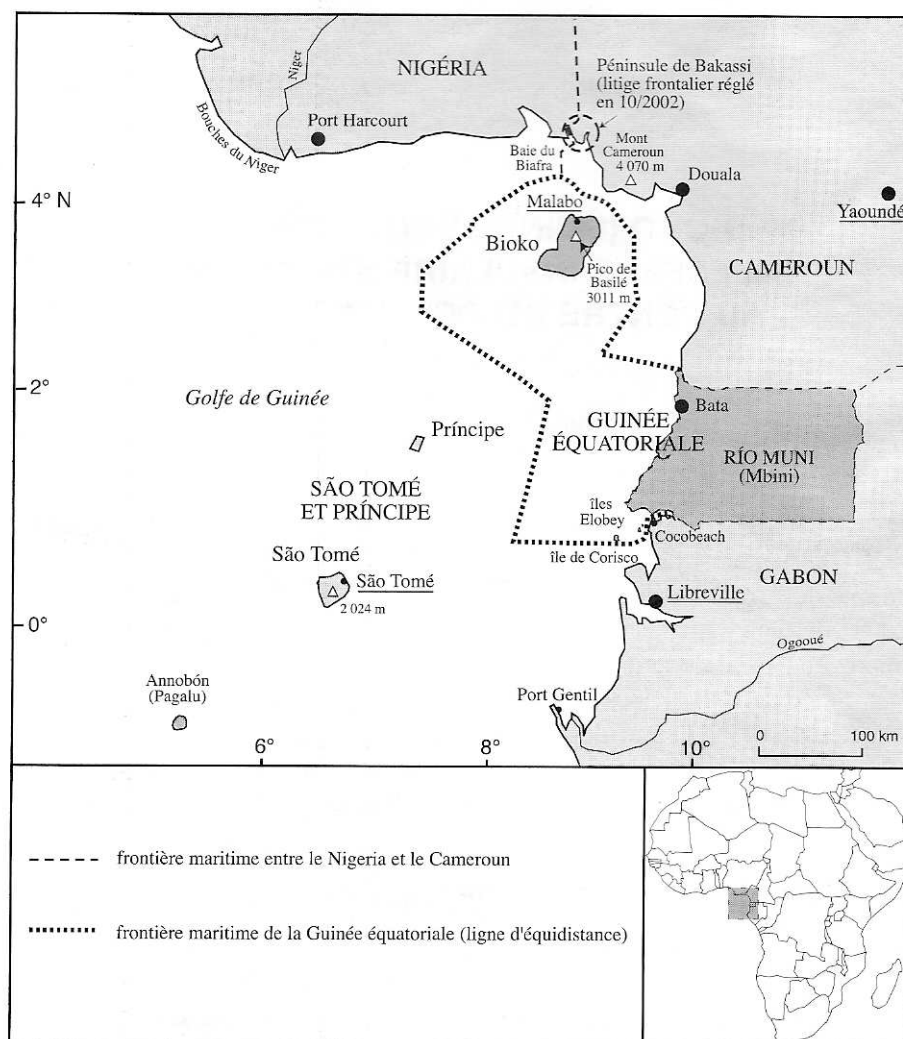 NIGÉRIA
Niger
Bouches du Niger
Port Harcourt
Péninsule de Bakassi
(litige frontalier réglé
en 10/2002)
Baie du
Biafra
Mont
Cameroun
4 070 m
Douala
Yaoundé
4° N
Malabo
Bioko
Pico de
Basilé
3011 m
CAMEROUN
2°
Golfe de Guinée
Príncipe
GUINÉE
ÉQUATORIALE
Bata
RÍO MUNI
(Mbini)
SÃO TOMÉ
ET PRÍNCIPE
îles
Elobey
Cocobeach
île de Corisco
São Tomé
São Tomé
2 024 m
GABON
Libreville
0°
Ogooué
Annobón
(Pagalu)
Port Gentil
0 100 km
6° 8° 10°
frontière maritime entre le Nigeria et le Cameroun
frontière maritime de la Guinée équatoriale (ligne d'équidistance)